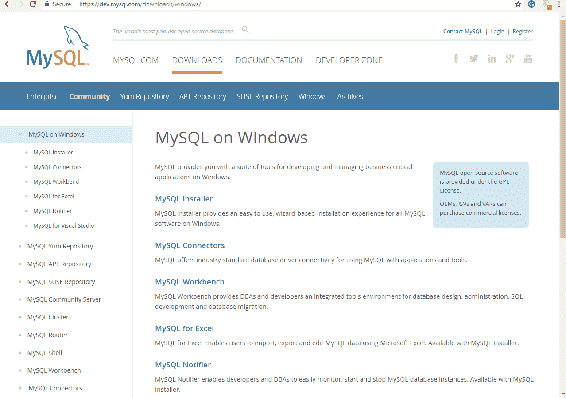 Secure
https://dev.mysql.com/downloads/windows/
MySQL
The world's most popular open source database
Contact MySQL | Login | Register
MYSQL.COM DOWNLOADS DOCUMENTATION DEVELOPER ZONE
Enterprise Community Yum Repository APT Repository SUSE Repository Windows Archives
MySQL on Windows
MySQL Installer
MySQL Connectors
MySQL Workbench
MySQL for Excel
MySQL Notifier
MySQL for Visual Studio
MySQL Yum Repository
MySQL APT Repository
MySQL SUSE Repository
MySQL Community Server
MySQL Cluster
MySQL Router
MySQL Shell
MySQL Workbench
MySQL Connectors
MySQL on Windows
MySQL provides you with a suite of tools for developing and managing business critical
applications on Windows.
MySQL Installer
MySQL Installer provides an easy to use, wizard-based installation experience for all MySQL
software on Windows.
MySQL Connectors
MySQL offers industry standard database driver connectivity for using MySQL with applications and tools.
MySQL Workbench
MySQL Workbench provides DBAs and developers an integrated tools environment for database design, administration, SQL
development and database migration.
MySQL for Excel
MySQL for Excel enables users to import, export and edit MySQL data using Microsoft Excel. Available with MySQL Installer.
MySQL Notifier
MySQL Notifier enables developers and DBAs to easily monitor, start and stop MySQL database instances. Available with MySQL
Installer.
MySQL open source software
is provided under the GPL
License.
OEMs, ISVs and VARs can
purchase commercial licenses.